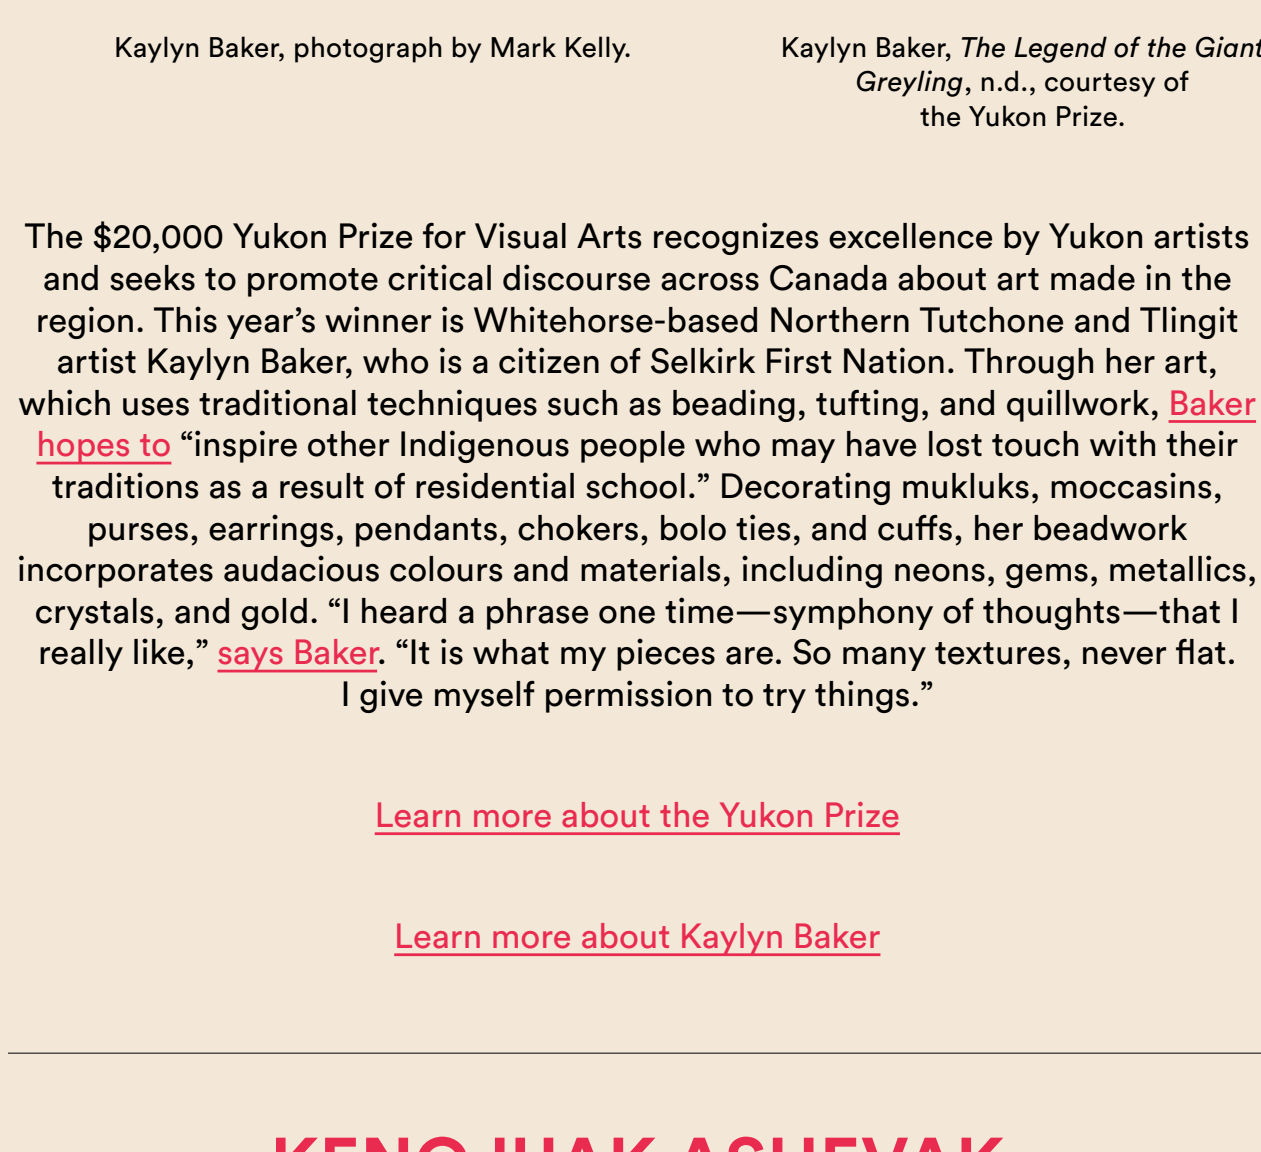 Kaylyn Baker, photograph by Mark Kelly.
Kaylyn Baker, The Legend of the Giant
Greyling, n.d., courtesy of
the Yukon Prize.
The $20,000 Yukon Prize for Visual Arts recognizes excellence by Yukon artists
and seeks to promote critical discourse across Canada about art made in the
region. This year’s winner is Whitehorse-based Northern Tutchone and Tlingit
artist Kaylyn Baker, who is a citizen of Selkirk First Nation. Through her art,
which uses traditional techniques such as beading, tufting, and quillwork, Baker
hopes to “inspire other Indigenous people who may have lost touch with their
traditions as a result of residential school.” Decorating mukluks, moccasins,
purses, earrings, pendants, chokers, bolo ties, and cuffs, her beadwork
incorporates audacious colours and materials, including neons, gems, metallics,
crystals, and gold. “I heard a phrase one time—symphony of thoughts—that I
really like,” says Baker. “It is what my pieces are. So many textures, never flat.
I give myself permission to try things.”
Learn more about the Yukon Prize
Learn more about Kaylyn Baker
KENOJUAK ASHEVAK